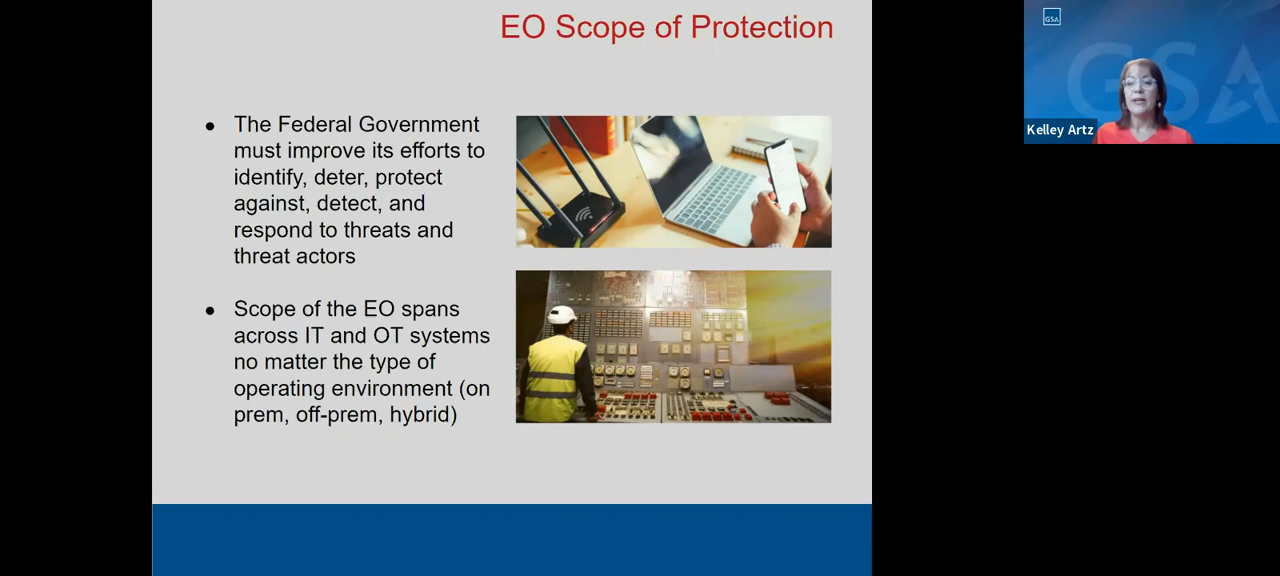 EO Scope of Protection
GSA
GSA
Kelley Artz
● The Federal Government
must improve its efforts to
identify, deter, protect
against, detect, and
respond to threats and
threat actors
● Scope of the EO spans
across IT and OT systems
no matter the type of
operating environment (on
prem, off-prem, hybrid)